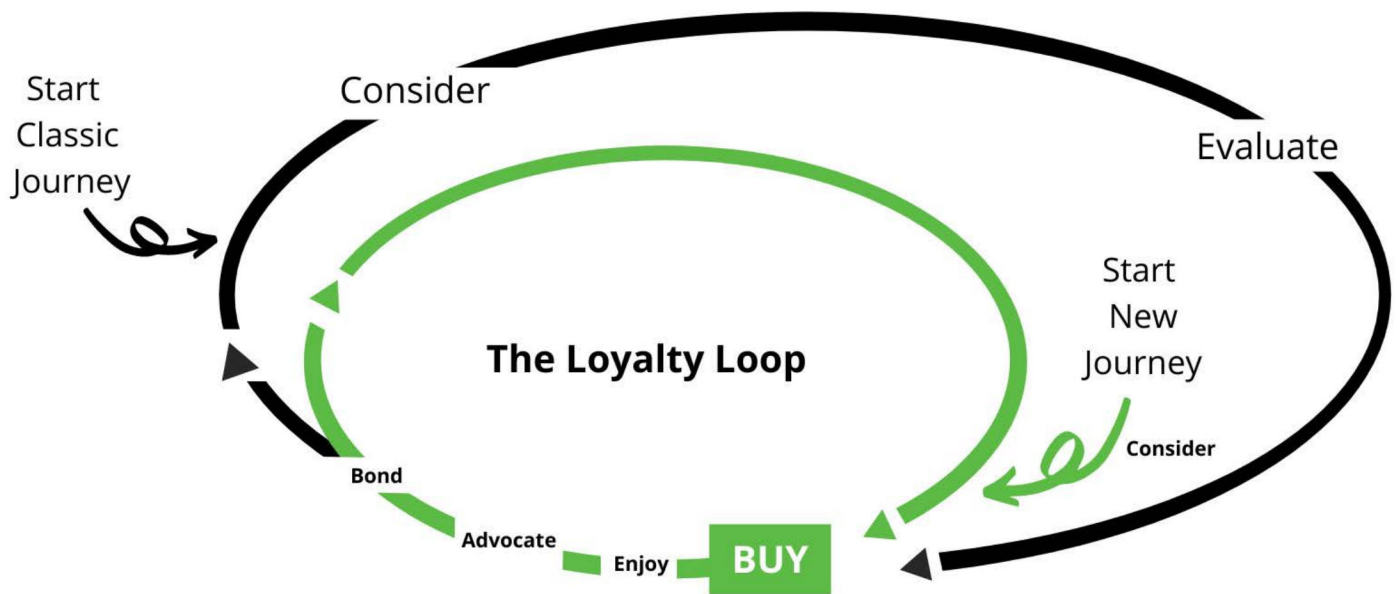 Start
Classic
Journey
Consider
Evaluate
Start
New
Journey
Consider
The Loyalty Loop
Bond
Advocate
Enjoy
BUY